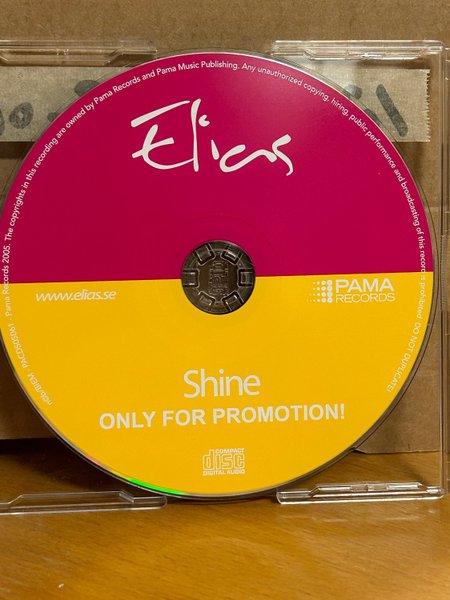 Pama Records 2005. The copyrights in this recording are owned by Pama Records and Pama Music Publishing. Any unauthorized copying, hiring, public performance and broadcasting of this record prohibited. DO NOT DUPLICATE!
Elias
www.elias.se
PAMA
RECORDS
Shine
ONLY FOR PROMOTION!
COMPACT
disc
DIGITAL AUDIO
n©b/BIEM